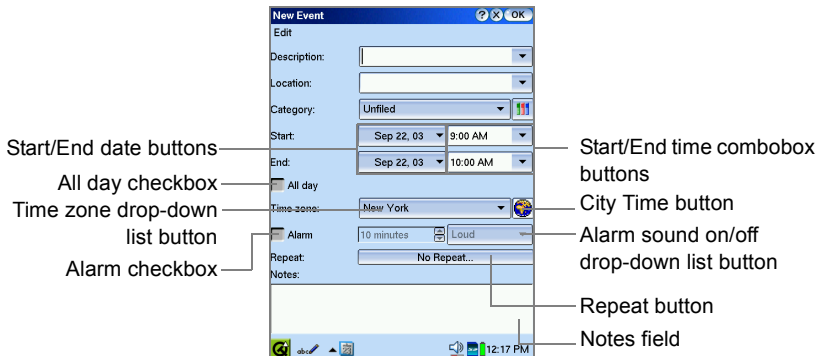 New Event ? X OK
Edit
Description:
Location:
Category: Unfiled
Start: Sep 22, 03 9:00 AM
End: Sep 22, 03 10:00 AM
All day
Time zone: New York
Alarm 10 minutes Loud
Repeat: No Repeat...
Notes:
abc 12:17 PM
Start/End date buttons
All day checkbox
Time zone drop-down
list button
Alarm checkbox
Start/End time combobox
buttons
City Time button
Alarm sound on/off
drop-down list button
Repeat button
Notes field